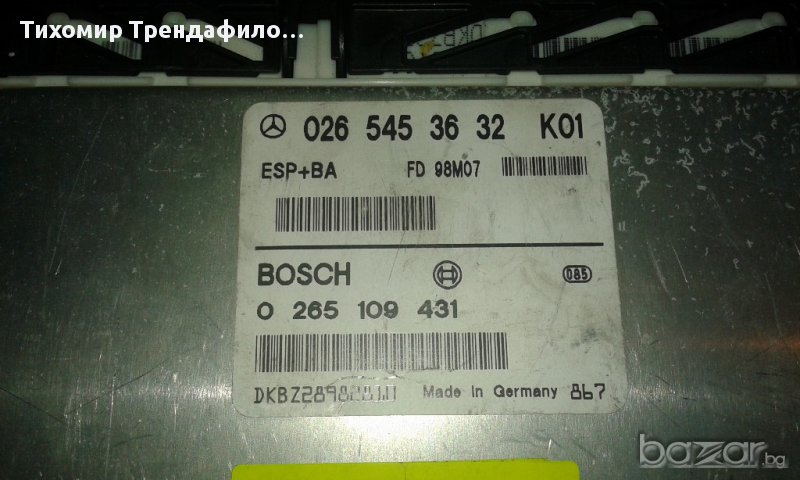 Тихомир Трендафило...
026 545 36 32 K01
ESP+BA FD 98M07
BOSCH 085
0 265 109 431
Made in Germany 867
bazar.bg